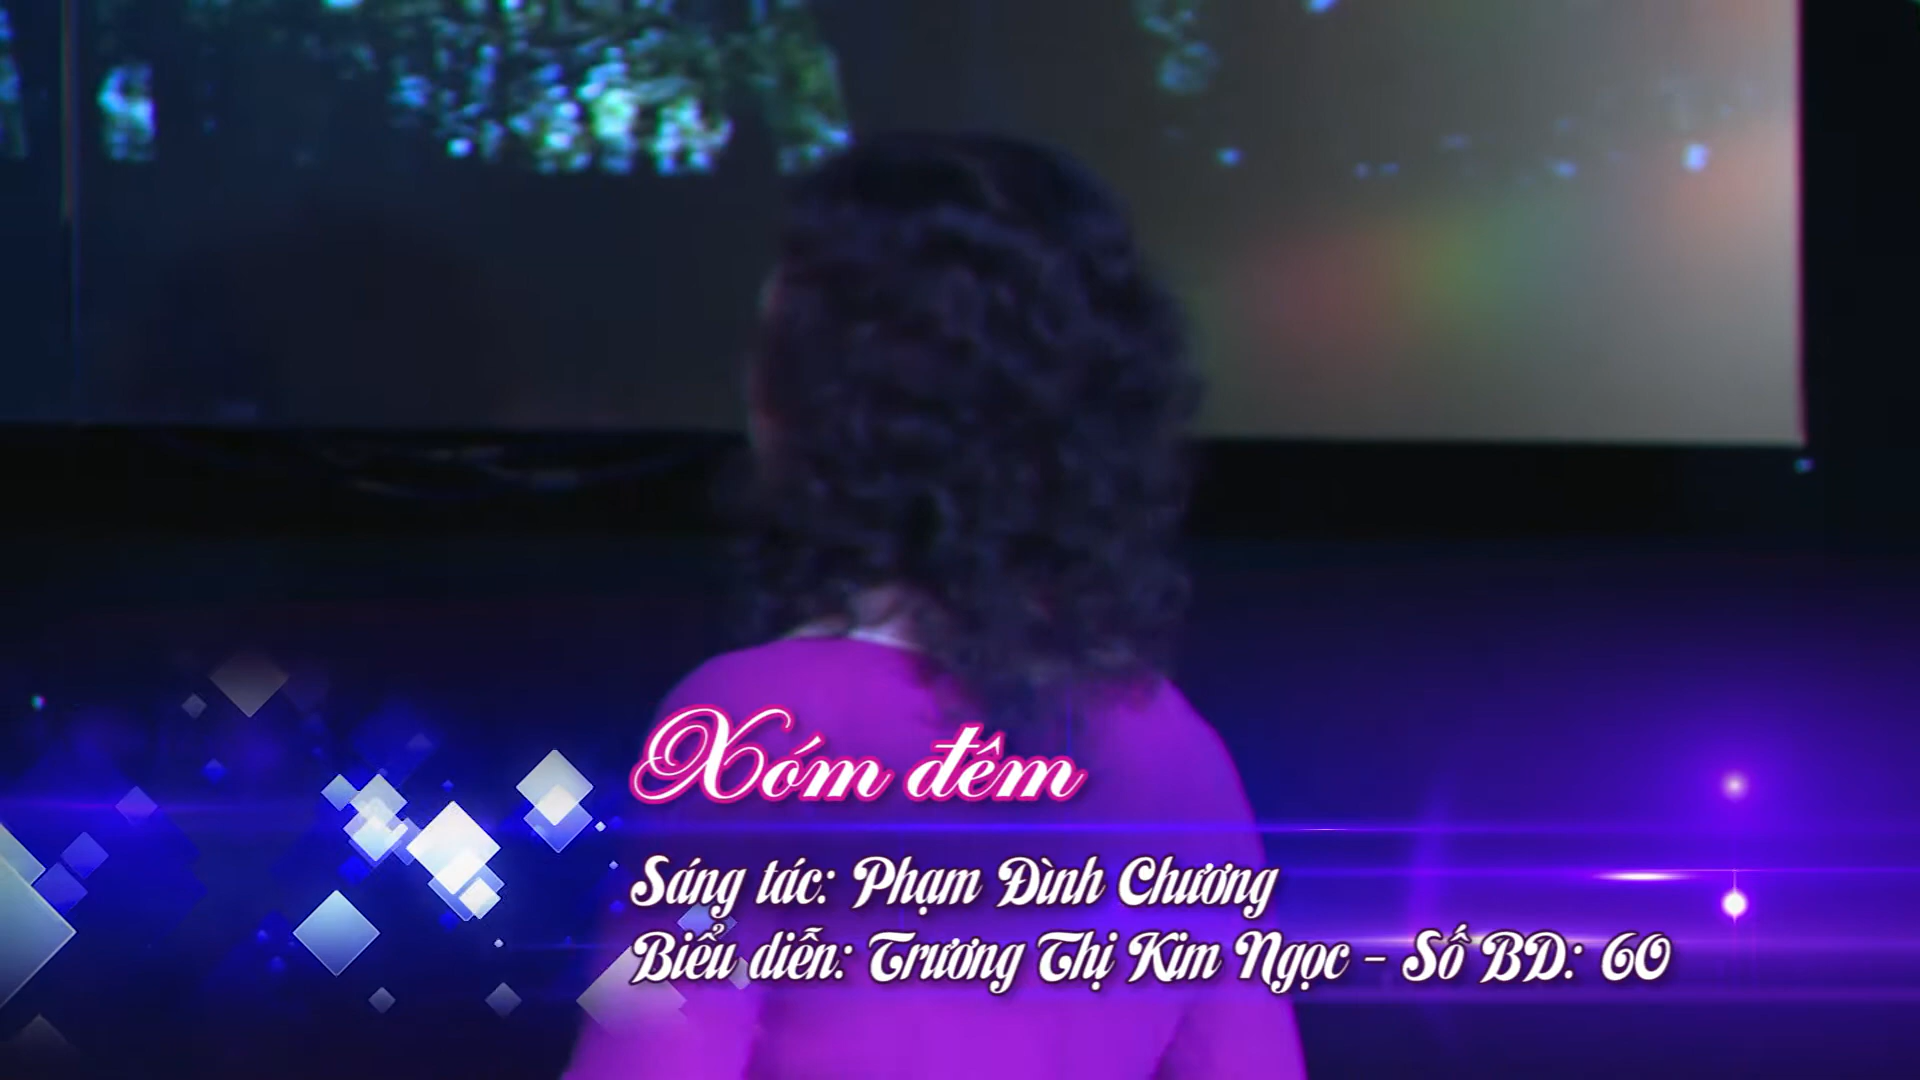 Xóm đêm
Sáng tác: Phạm Đình Chương
Biểu diễn: Trương Thị Kim Ngọc - Số BD: 60